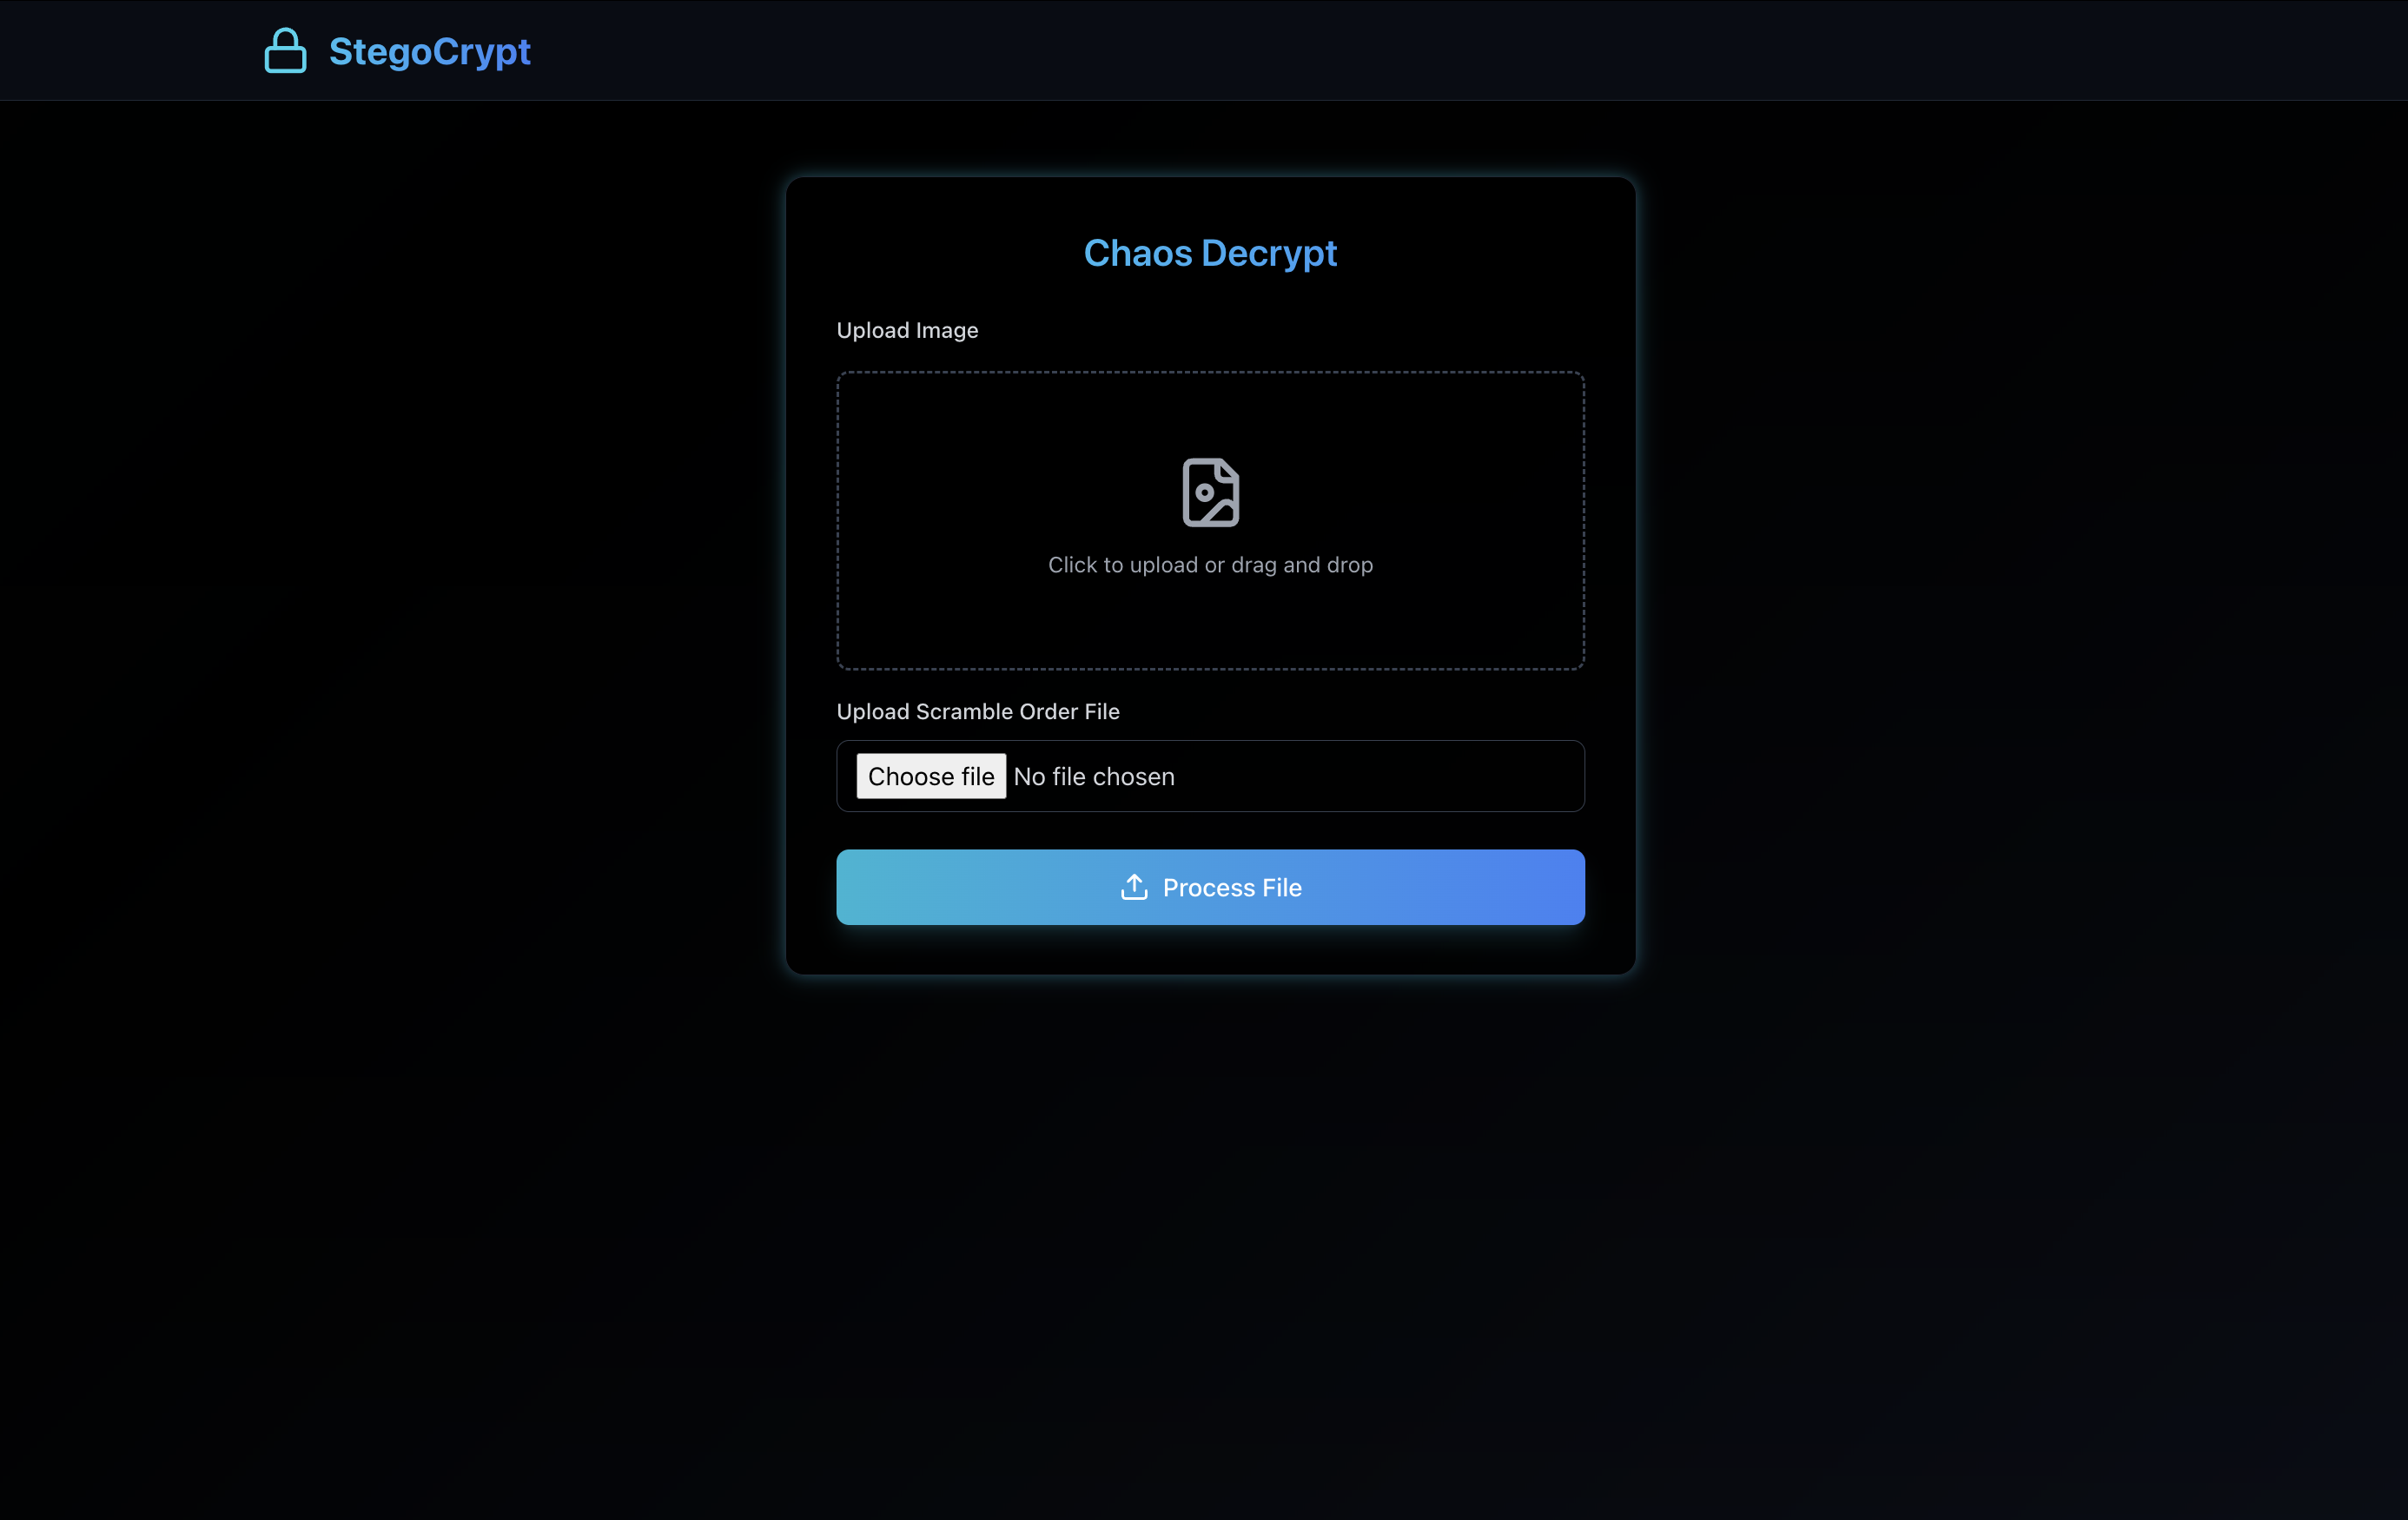 StegoCrypt
Chaos Decrypt
Upload Image
Click to upload or drag and drop
Upload Scramble Order File
Choose file No file chosen
Process File